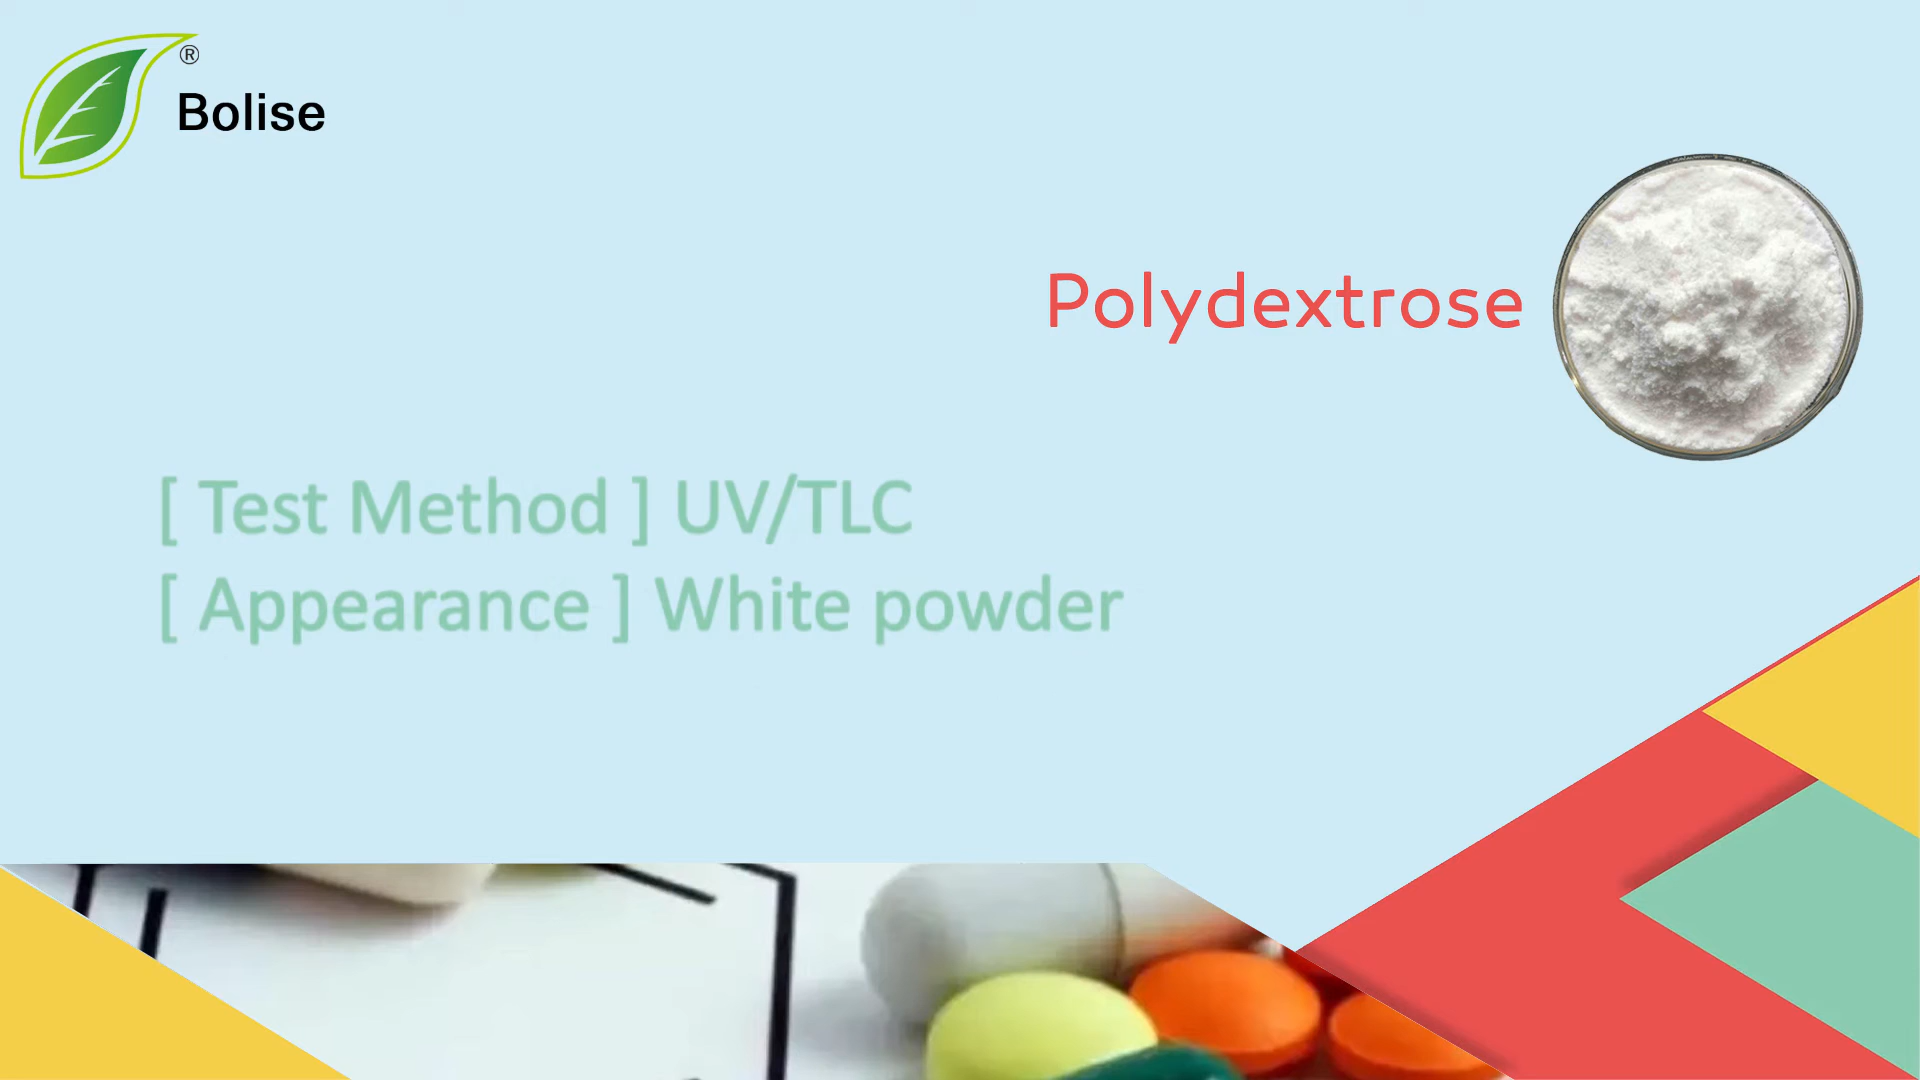 ®
Bolise
Polydextrose
[ Test Method ] UV/TLC
[ Appearance ] White powder